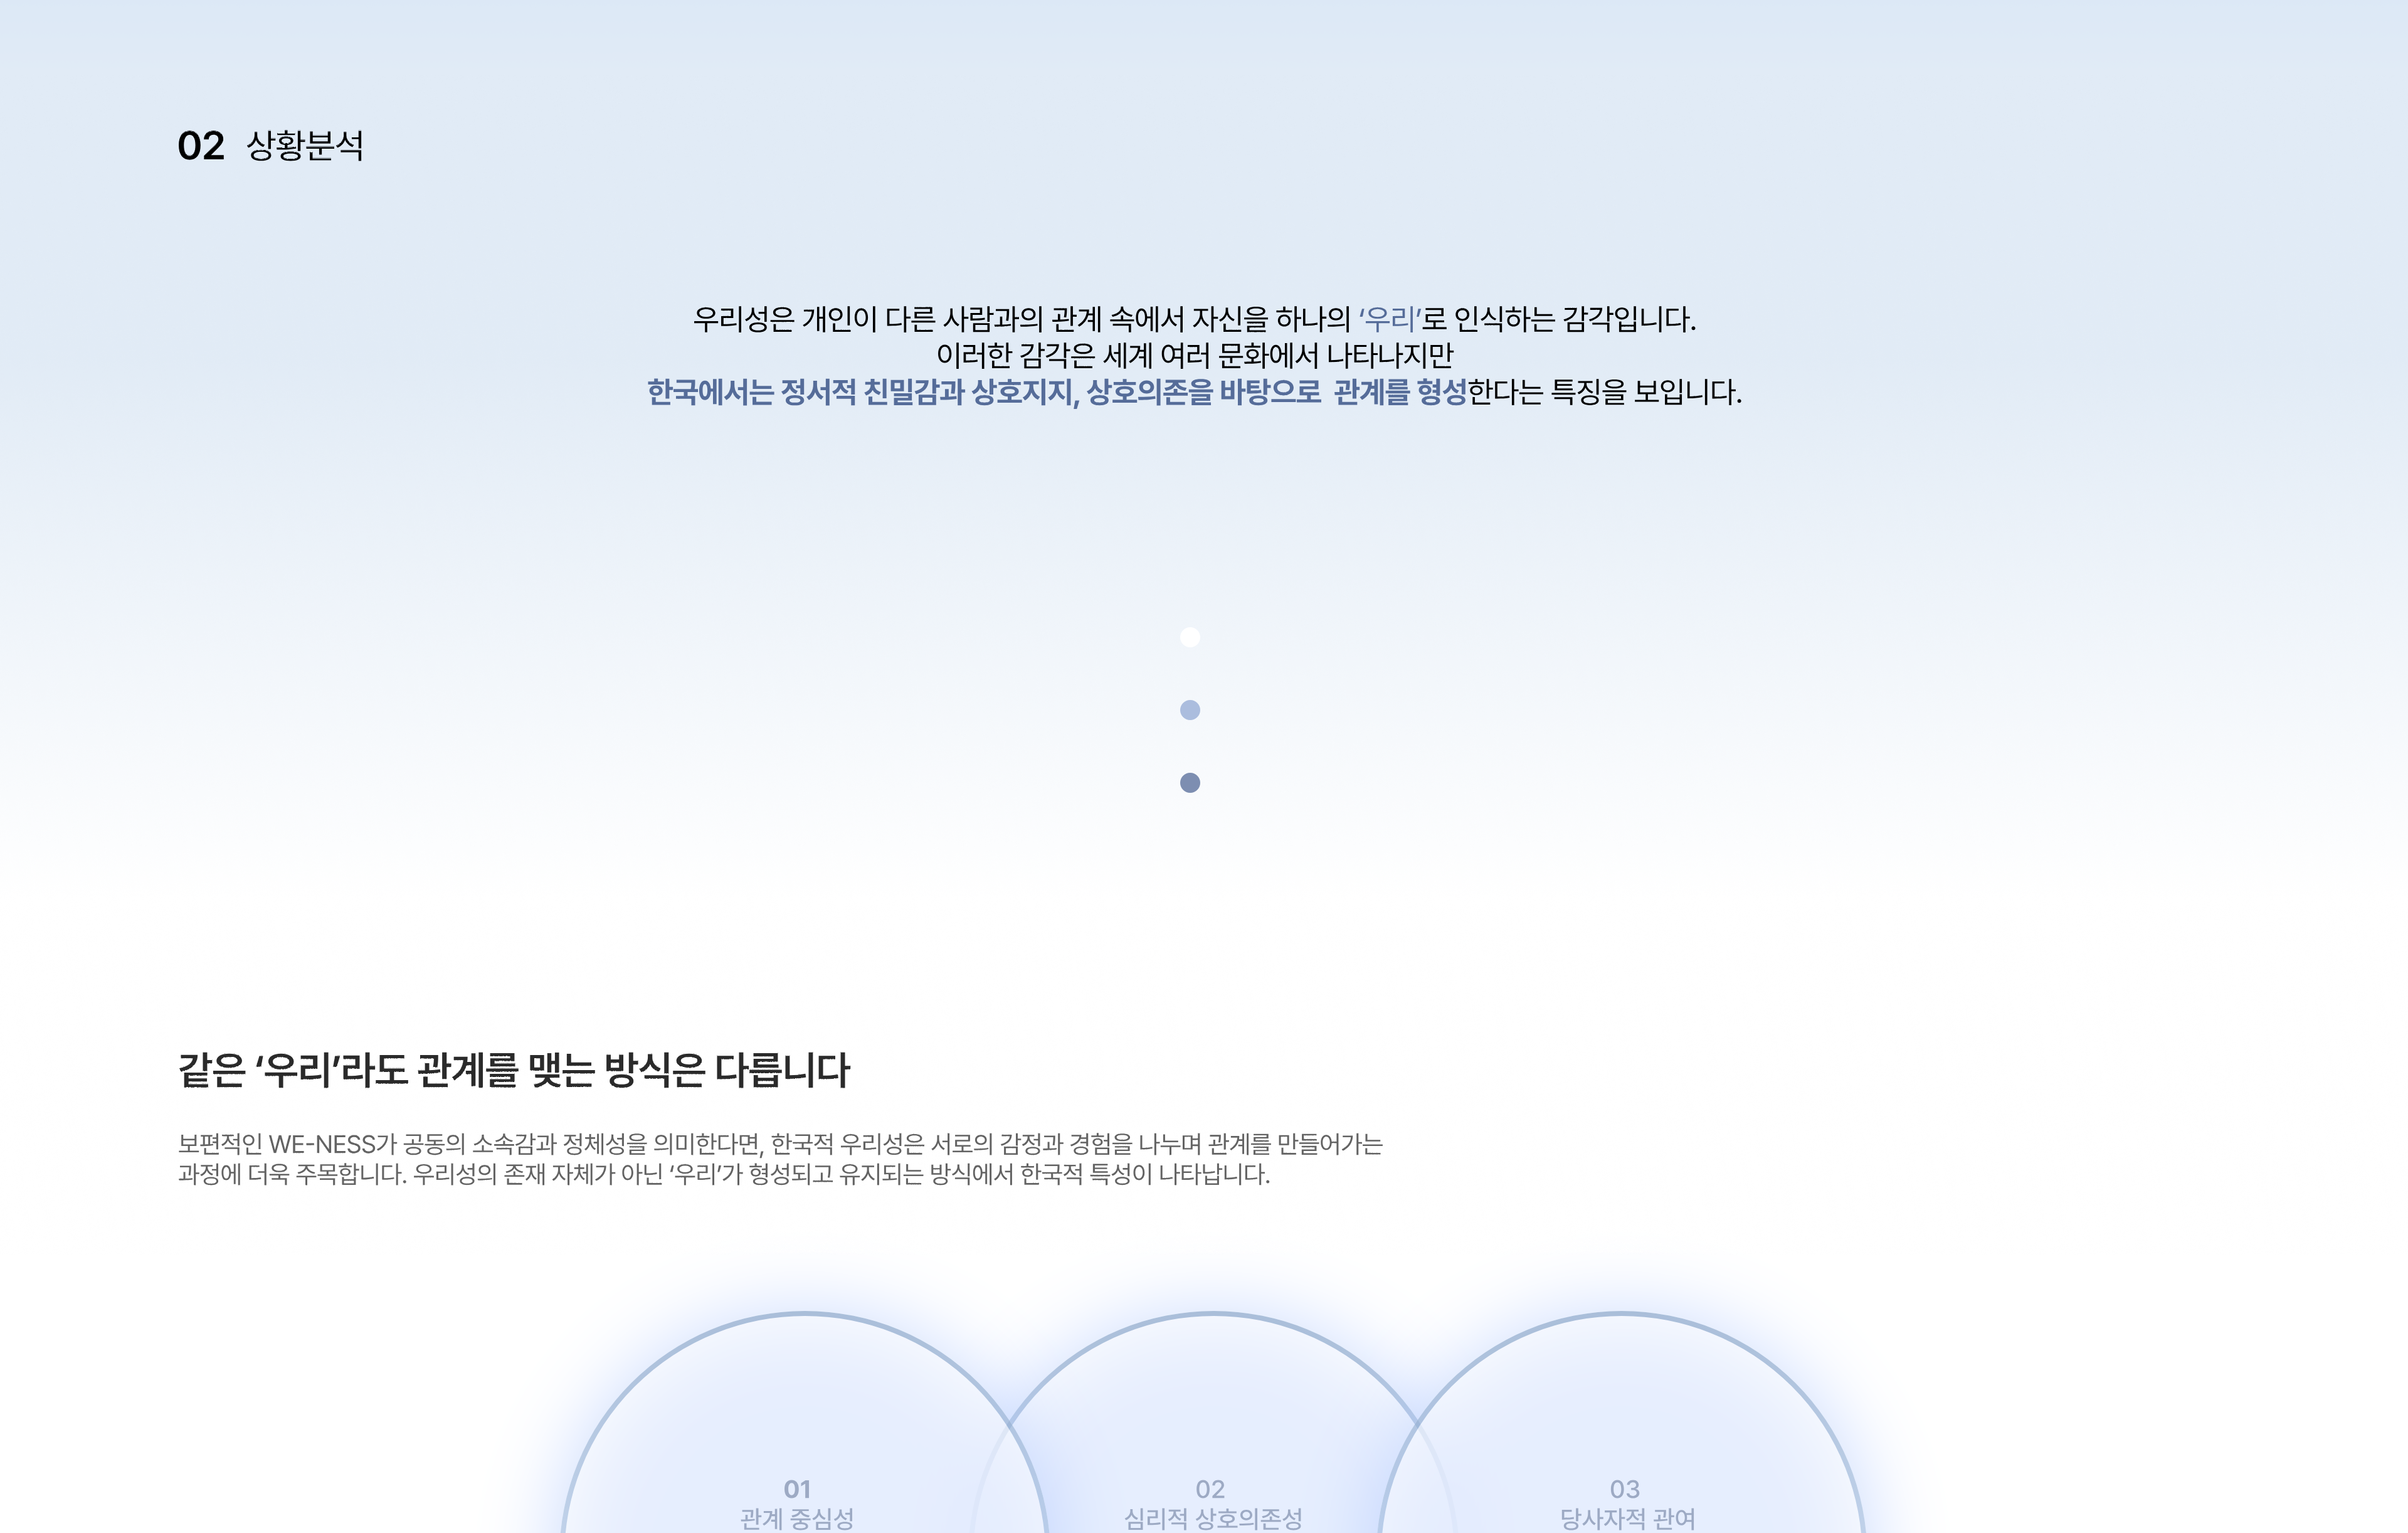 02 상황분석
우리성은 개인이 다른 사람과의 관계 속에서 자신을 하나의 ‘우리’로 인식하는 감각입니다.
이러한 감각은 세계 여러 문화에서 나타나지만
한국에서는 정서적 친밀감과 상호지지, 상호의존을 바탕으로 관계를 형성한다는 특징을 보입니다.
같은 ‘우리’라도 관계를 맺는 방식은 다릅니다
보편적인 WE-NESS가 공동의 소속감과 정체성을 의미한다면, 한국적 우리성은 서로의 감정과 경험을 나누며 관계를 만들어가는
과정에 더욱 주목합니다. 우리성의 존재 자체가 아닌 ‘우리’가 형성되고 유지되는 방식에서 한국적 특성이 나타납니다.
01
관계 중심성
02
심리적 상호의존성
03
당사자적 관여